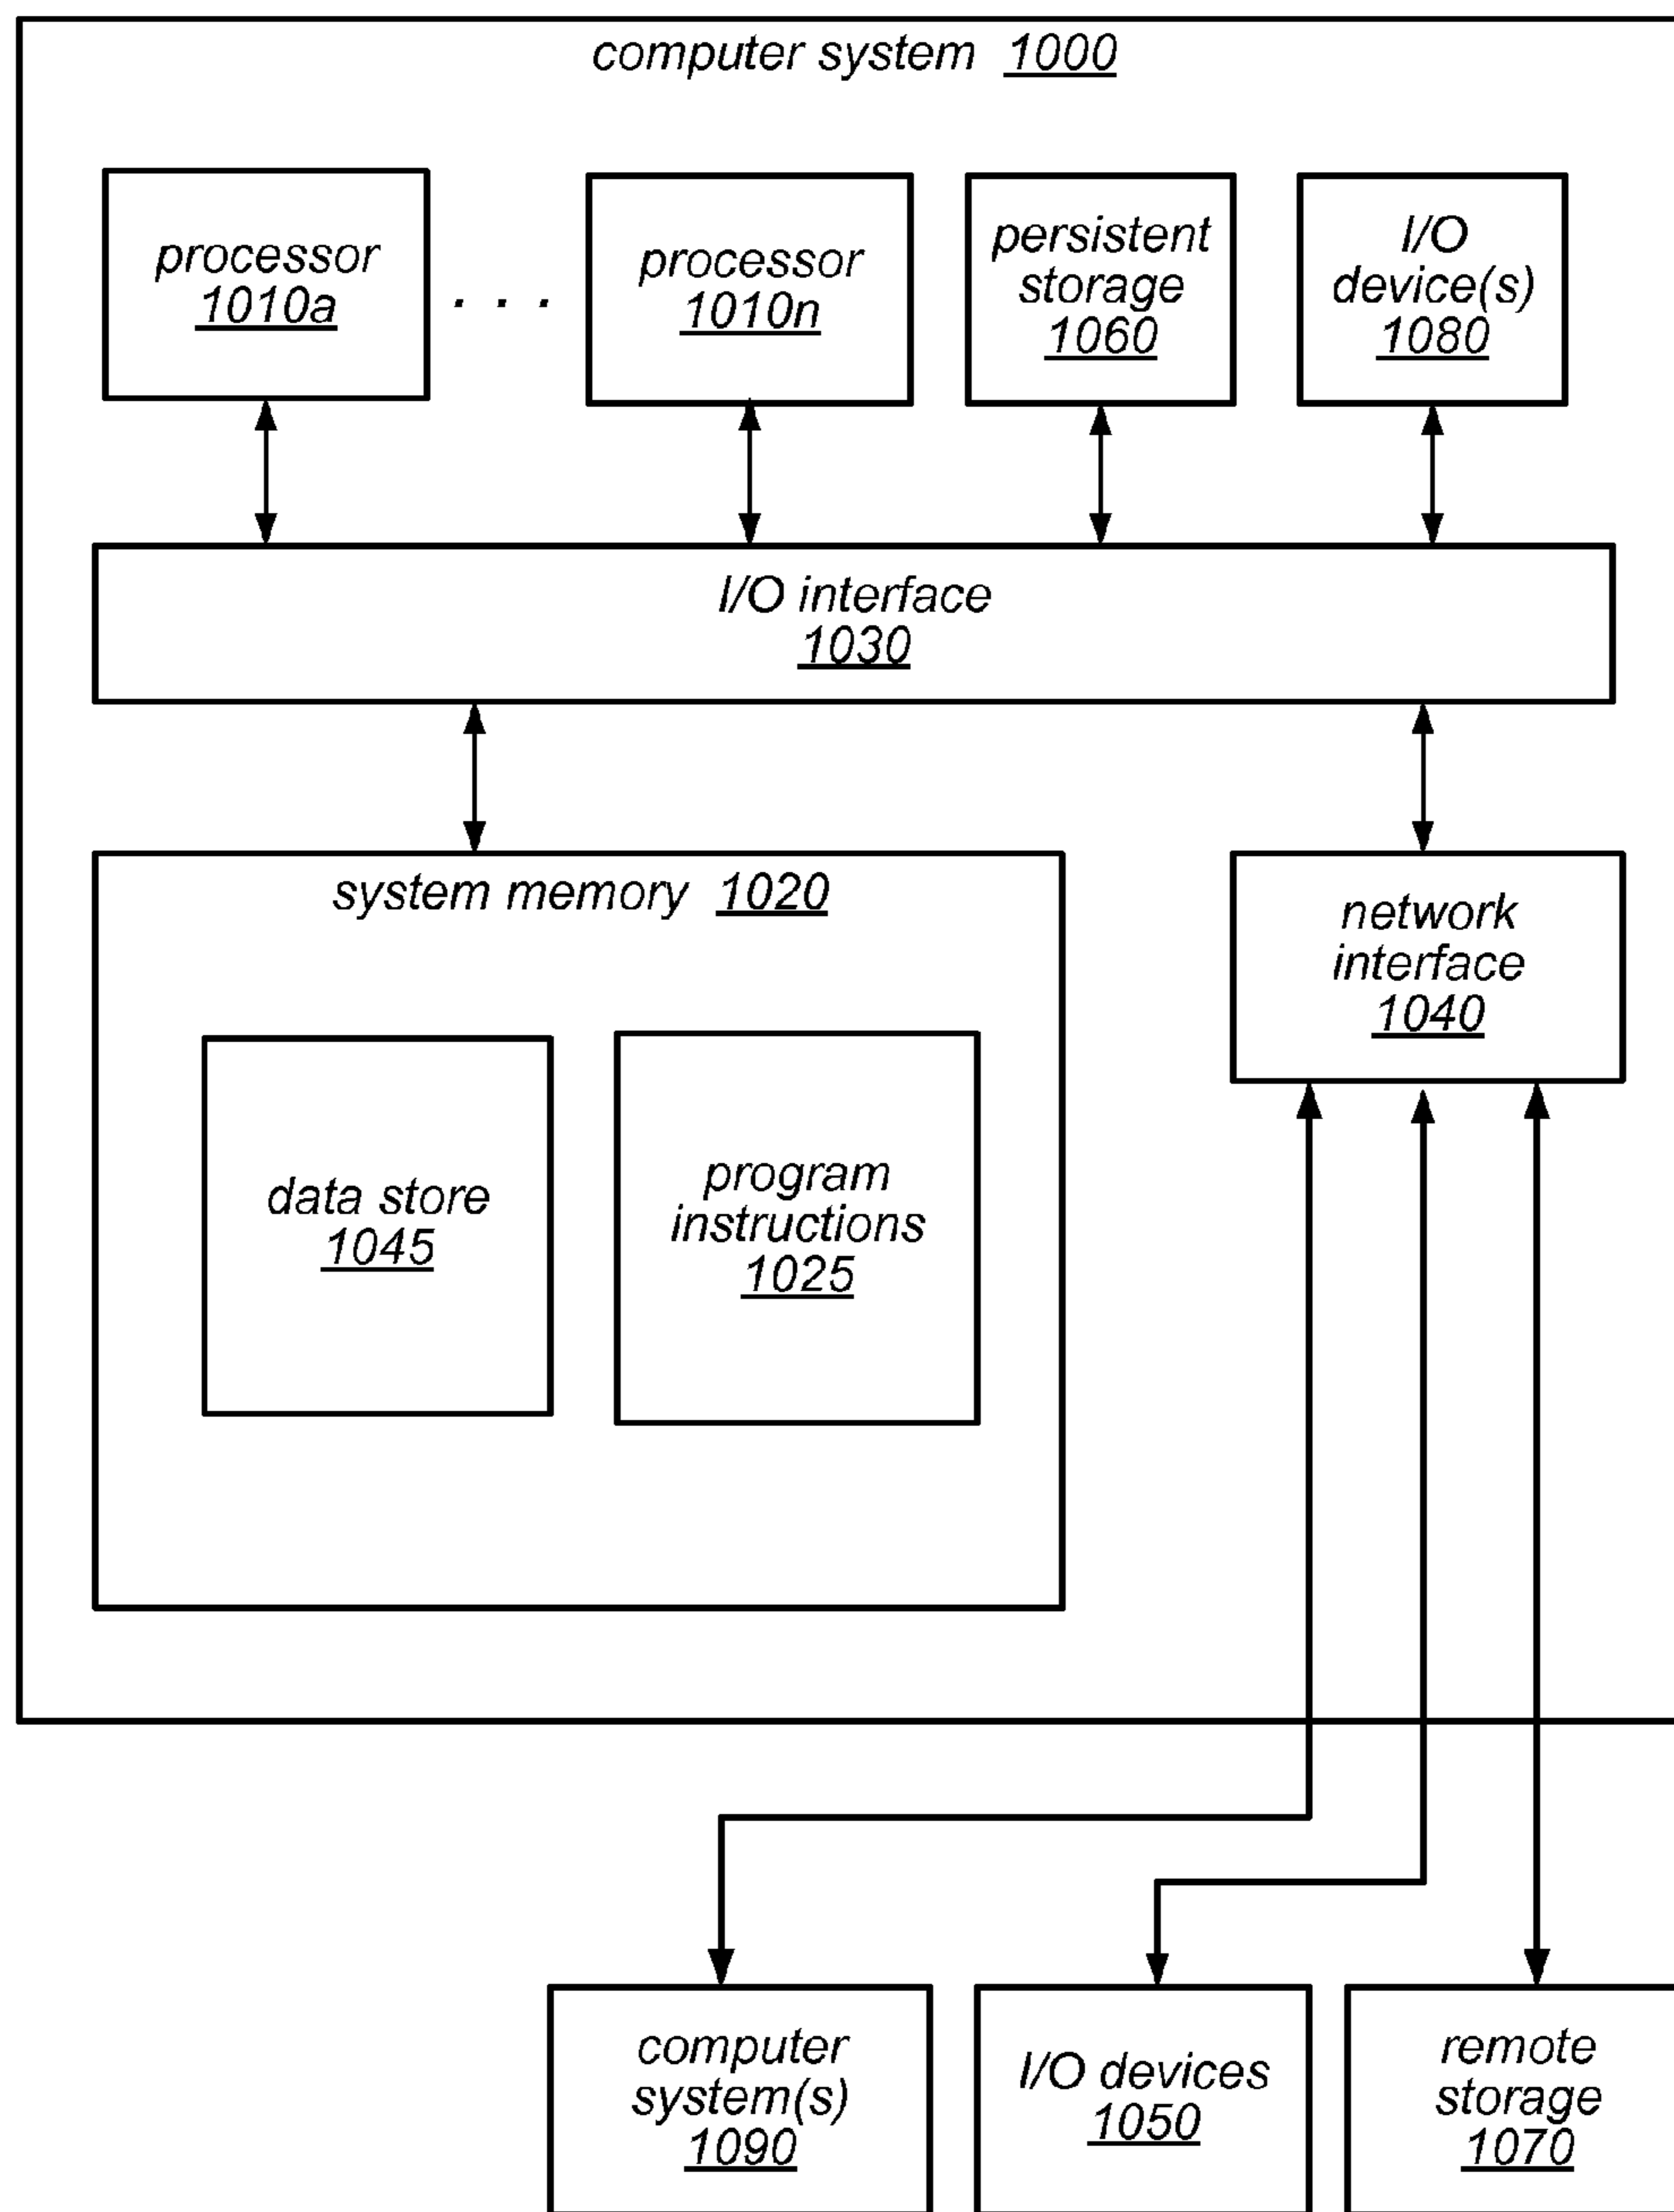 computer system 1000
processor
1010a
. . .
processor
1010n
persistent
storage
1060
I/O
device(s)
1080
I/O interface
1030
system memory 1020
network
interface
1040
data store
1045
program
instructions
1025
computer
system(s)
1090
I/O devices
1050
remote
storage
1070